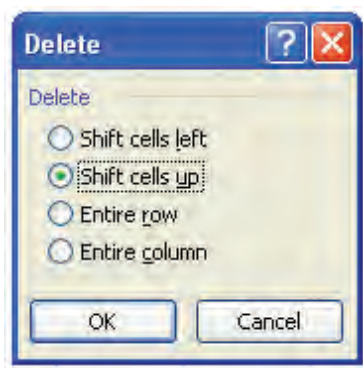 Delete
Delete
Shift cells left
Shift cells up
Entire row
Entire column
OK Cancel